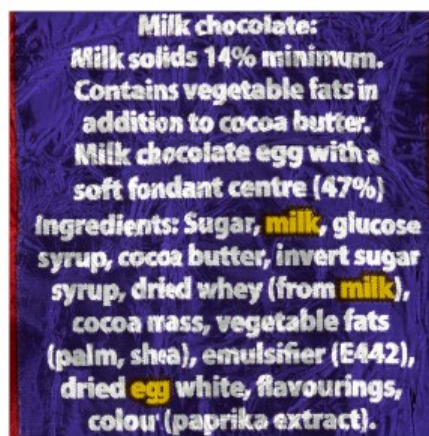 Milk chocolate:
Milk solids 14% minimum.
Contains vegetable fats in
addition to cocoa butter.
Milk chocolate egg with a
soft fondant centre (47%)
Ingredients: Sugar, milk, glucose
syrup, cocoa butter, invert sugar
syrup, dried whey (from milk),
cocoa mass, vegetable fats
(palm, shea), emulsifier (E442),
dried egg white, flavourings,
colour (paprika extract).